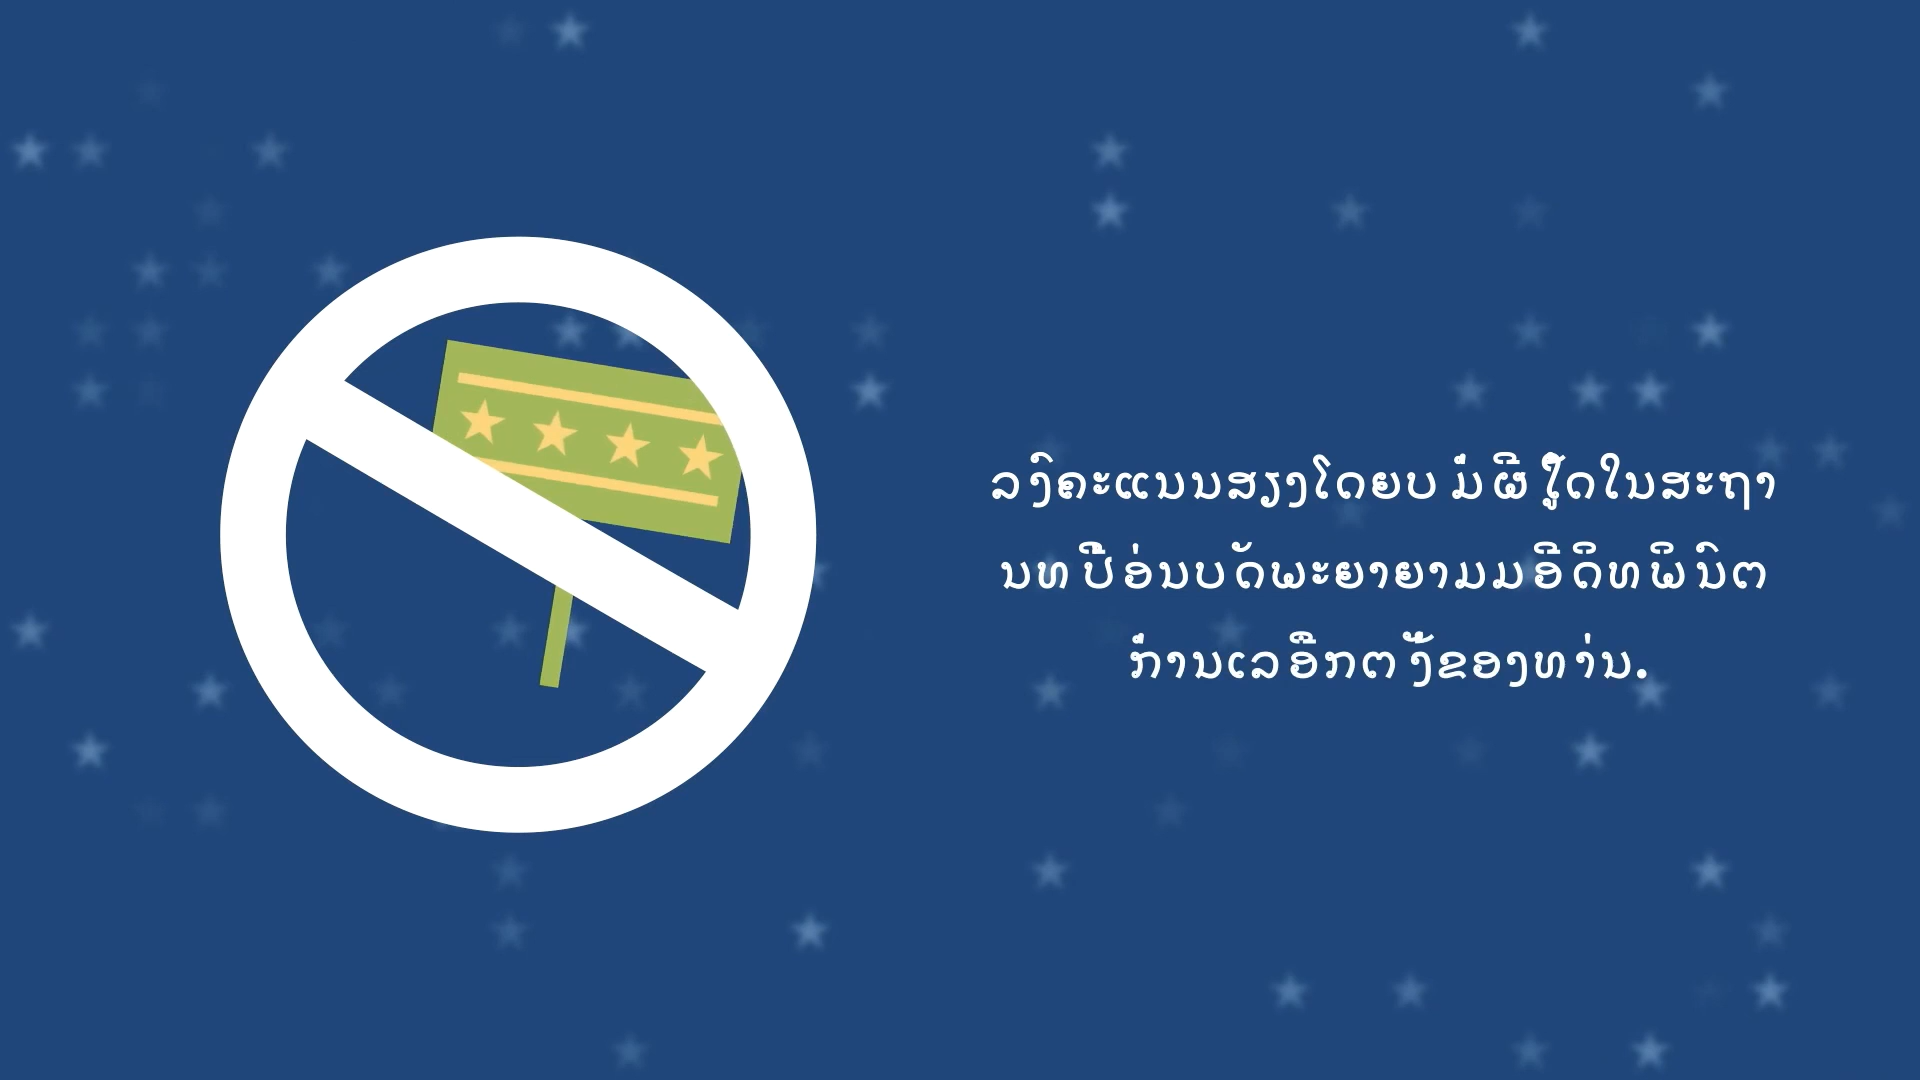 ລົງຄະແນນສຽງໂດຍບໍ່ມີຜູ້ໃດໃນສະຖາ
ນທີ່ປ່ອນບັດພະຍາຍາມມີອິດທິພົນຕໍ່
ການເລືອກຕັ້ງຂອງທ່ານ.